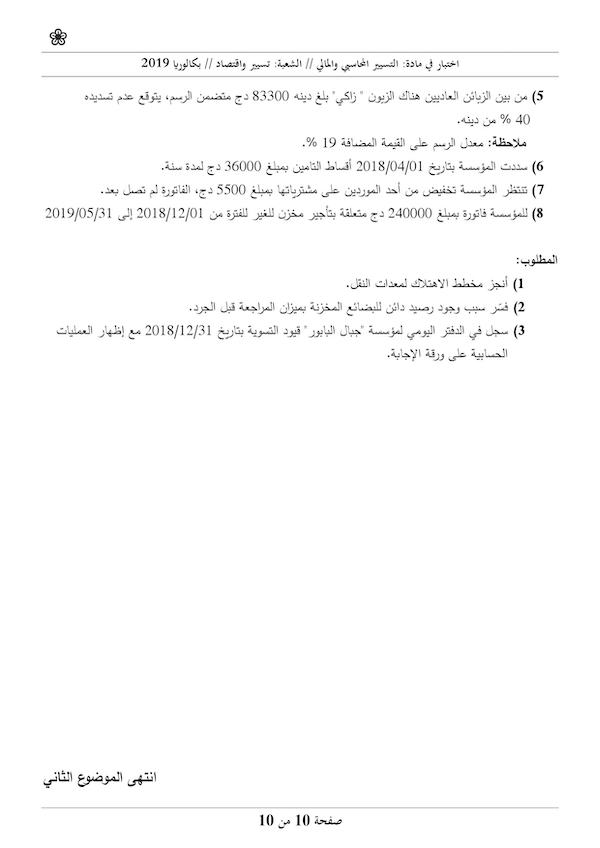 اختبار في مادة: التسيير المحاسبي والمالي // الشعبة: تسيير واقتصاد // بكالوريا 2019
5) من بين الزبائن العاديين هناك الزبون " زاكي" بلغ دينه 83300 دج متضمن الرسم، يتوقع عدم تسديده
40 % من دينه.
ملاحظة: معدل الرسم على القيمة المضافة 19 %.
6) سددت المؤسسة بتاريخ 2018/04/01 أقساط التامين بمبلغ 36000 دج لمدة سنة.
7) تنتظر المؤسسة تخفيض من أحد الموردين على مشترياتها بمبلغ 5500 دج، الفاتورة لم تصل بعد.
8) للمؤسسة فاتورة بمبلغ 240000 دج متعلقة بتأجير مخزن للغير للفترة من 2018/12/01 إلى 2019/05/31
المطلوب:
1) أنجز مخطط الاهتلاك لمعدات النقل.
2) فسّر سبب وجود رصيد دائن للبضائع المخزنة بميزان المراجعة قبل الجرد.
3) سجل في الدفتر اليومي لمؤسسة "جبال البابور" قيود التسوية بتاريخ 2018/12/31 مع إظهار العمليات
الحسابية على ورقة الإجابة.
انتهى الموضوع الثاني
صفحة 10 من 10